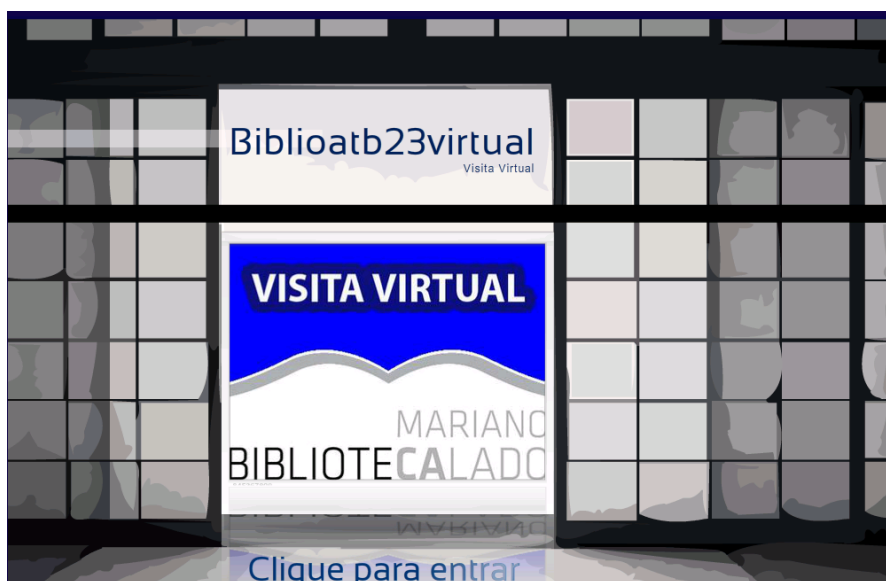 Biblioatb23virtual
Visita Virtual
VISITA VIRTUAL
MARIANO
BIBLIOTECALADO
Clique para entrar